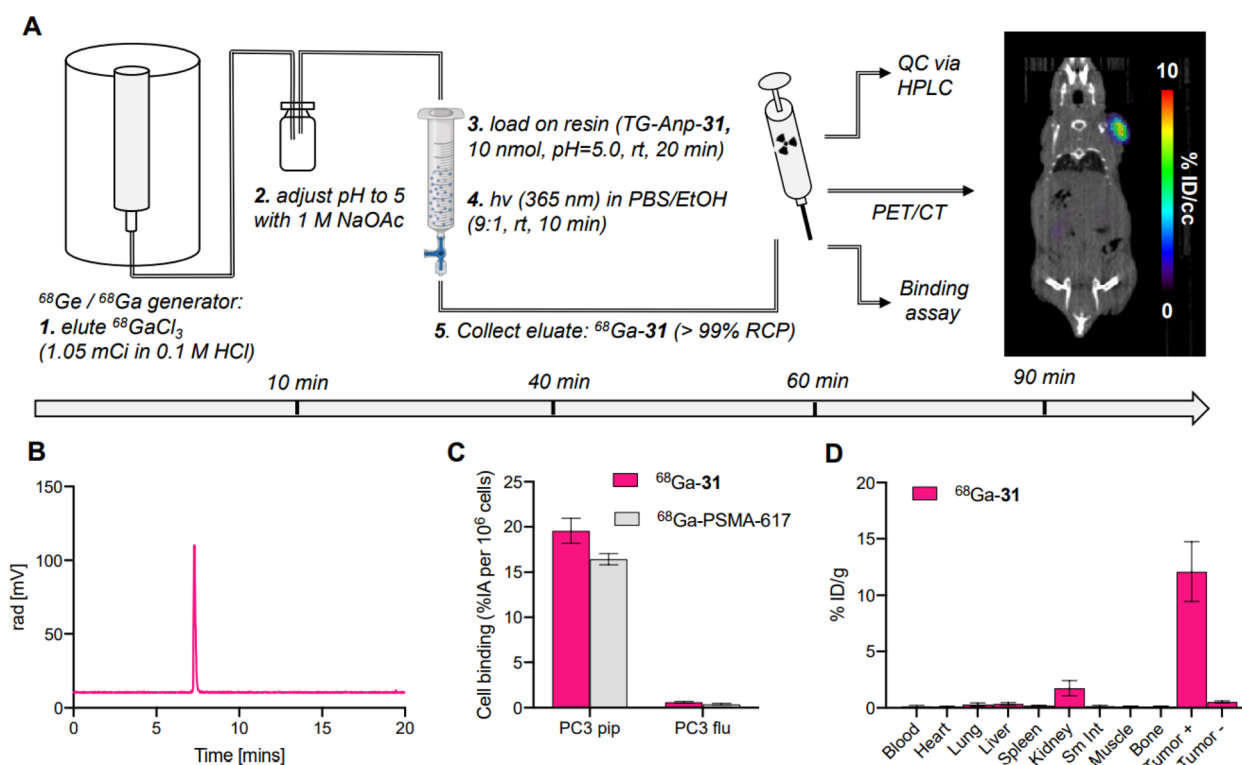 A
3. load on resin (TG-Anp-31,
10 nmol, pH=5.0, rt, 20 min)
4. hv (365 nm) in PBS/EtOH
(9:1, rt, 10 min)
2. adjust pH to 5
with 1 M NaOAc
⁶⁸Ge / ⁶⁸Ga generator:
1. elute ⁶⁸GaCl₃
(1.05 mCi in 0.1 M HCl)
5. Collect eluate: ⁶⁸Ga-31 (> 99% RCP)
QC via
HPLC
PET/CT
Binding
assay
10
% ID/cc
0
10 min
40 min
60 min
90 min
B
150
100
50
0
rad [mV]
0
5
10
15
20
Time [mins]
C
⁶⁸Ga-31
⁶⁸Ga-PSMA-617
25
20
15
10
5
0
Cell binding (%IA per 10⁶ cells)
PC3 pip
PC3 flu
D
⁶⁸Ga-31
20
15
10
5
0
% ID/g
Blood
Heart
Lung
Liver
Spleen
Kidney
Sm Int
Muscle
Bone
Tumor +
Tumor -